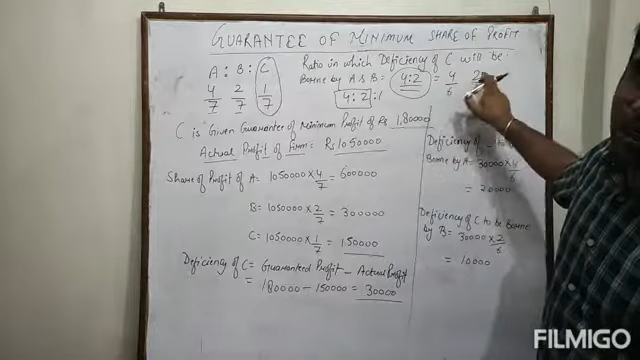 GUARANTEE OF MINIMUM SHARE OF PROFIT
A : B : C
4/7 2/7 1/7
Ratio in which Deficiency of C will be
Borne by A & B = 4:2 = 4/6 2
4:2:1
C is Given Guarantee of Minimum Profit of Rs 180000
Actual Profit of Firm = Rs 1050000
Share of Profit of A = 1050000 × 4/7 = 600000
B = 1050000 × 2/7 = 300000
C = 1050000 × 1/7 = 150000
Deficiency of C = Guaranteed Profit - Actual Profit
= 180000 - 150000 = 30000
Deficiency of
Borne by A = 30000 × 4/6
= 20000
Deficiency of C to be Borne
by B = 30000 × 2/6
= 10000
FILMIGO